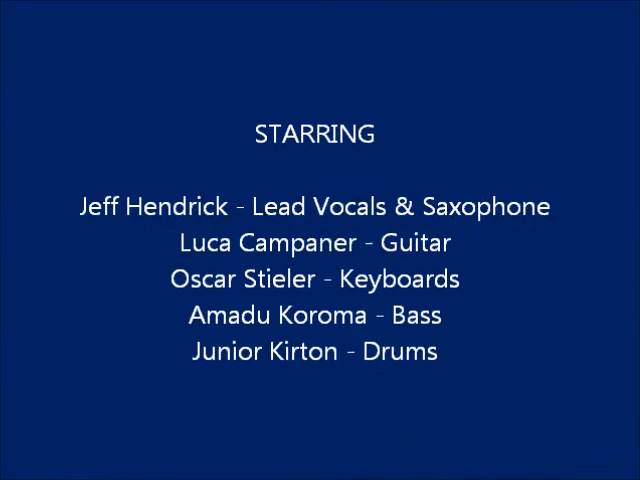 STARRING
Jeff Hendrick - Lead Vocals & Saxophone
Luca Campaner - Guitar
Oscar Stieler - Keyboards
Amadu Koroma - Bass
Junior Kirton - Drums